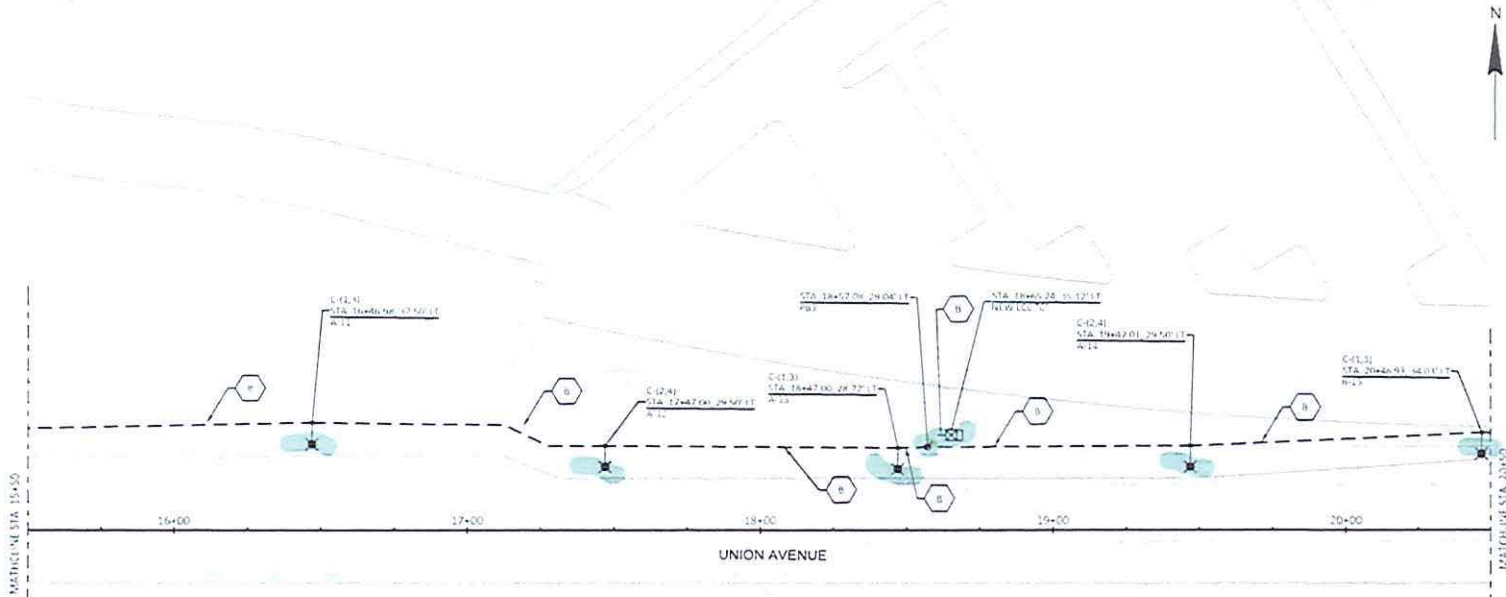 N
C-(1,3)
STA. 16+46.98, 37.50' LT
A-11
B
B
C-(2,4)
STA. 17+47.00, 29.50' LT
A-12
C-(1,3)
STA. 18+47.00, 28.72' LT
A-13
STA. 18+57.08, 29.04' LT
PB3
B
STA. 18+65.24, 35.12' LT
NEW LCC "C"
C-(2,4)
STA. 19+47.01, 29.50' LT
A-14
C-(1,3)
STA. 20+46.93, 34.03' LT
A-15
B
B
B
B
16+00
17+00
18+00
19+00
20+00
UNION AVENUE
MATCHLINE STA. 15+50
MATCHLINE STA. 20+50